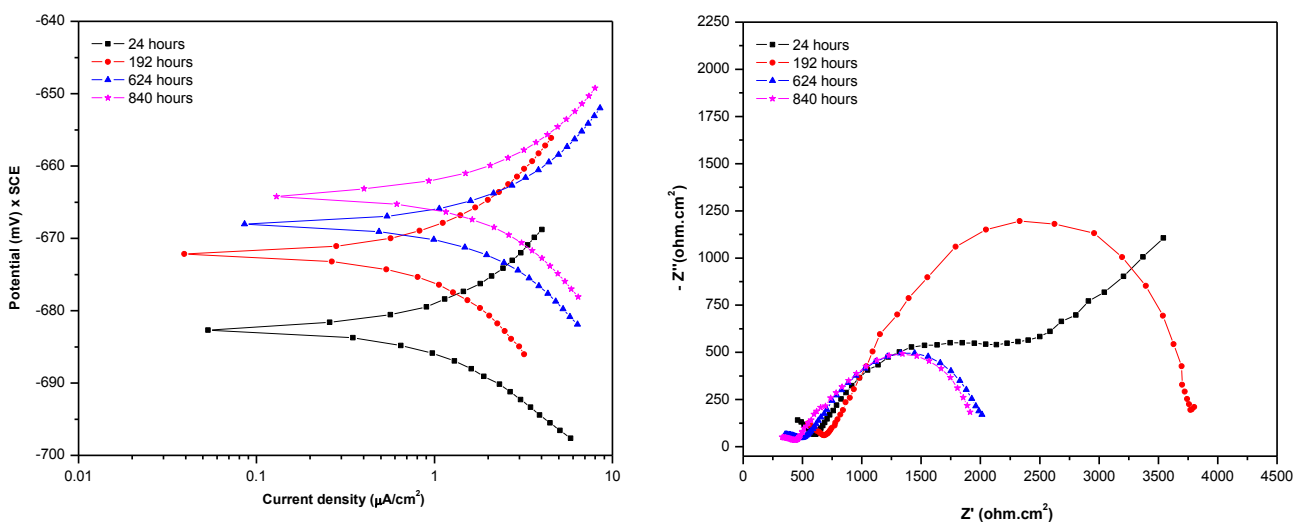 -640
-650
-660
-670
-680
-690
-700
0.01
0.1
1
10
Potential (mV) x SCE
Current density (µA/cm²)
24 hours
192 hours
624 hours
840 hours
2250
2000
1750
1500
1250
1000
750
500
250
0
0
500
1000
1500
2000
2500
3000
3500
4000
4500
- Z''(ohm.cm²)
Z' (ohm.cm²)
24 hours
192 hours
624 hours
840 hours